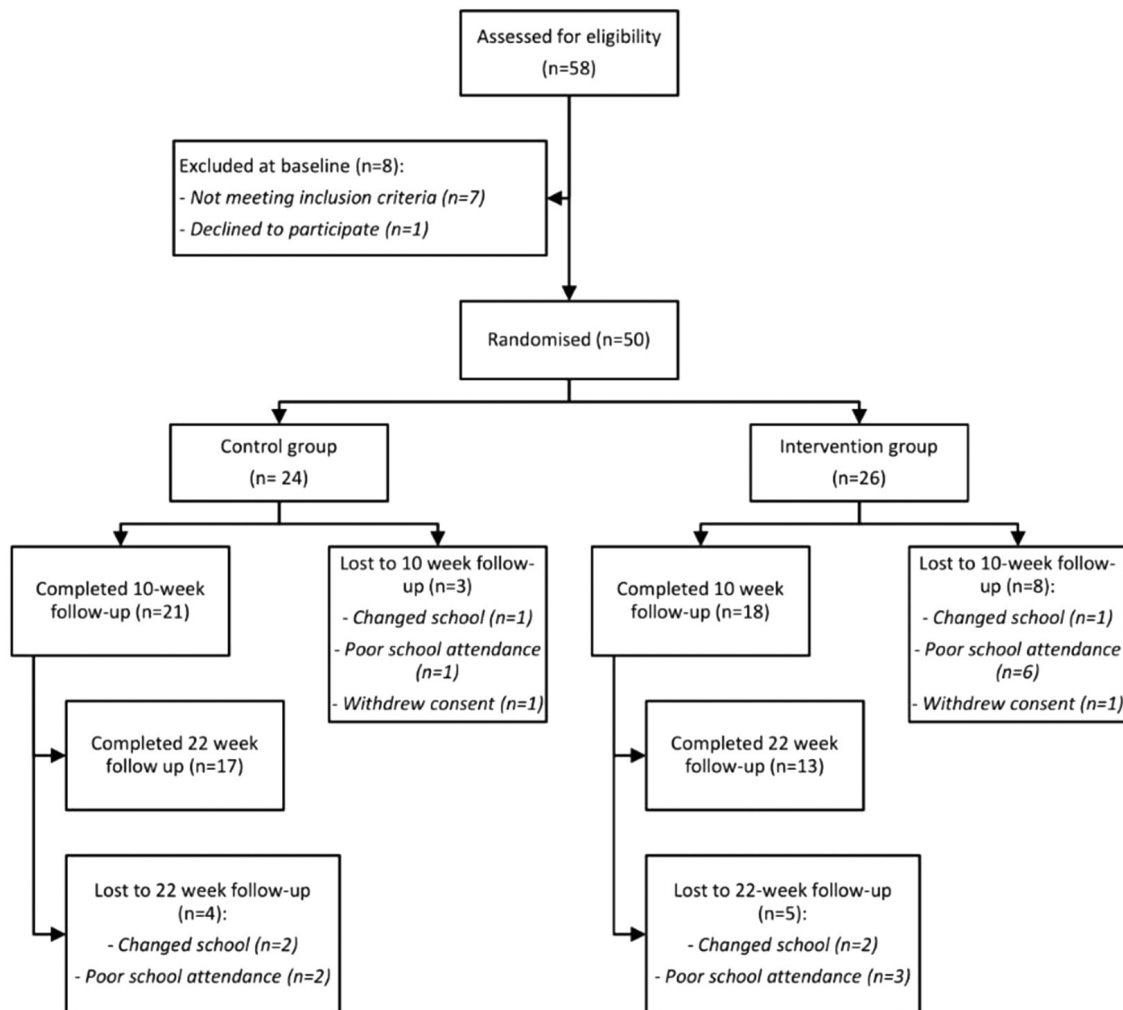 Assessed for eligibility
(n=58)
Excluded at baseline (n=8):
- Not meeting inclusion criteria (n=7)
- Declined to participate (n=1)
Randomised (n=50)
Control group
(n= 24)
Intervention group
(n=26)
Completed 10-week
follow-up (n=21)
Lost to 10 week follow-
up (n=3)
- Changed school (n=1)
- Poor school attendance
(n=1)
- Withdrew consent (n=1)
Completed 10 week
follow-up (n=18)
Lost to 10-week follow-
up (n=8):
- Changed school (n=1)
- Poor school attendance
(n=6)
- Withdrew consent (n=1)
Completed 22 week
follow up (n=17)
Completed 22 week
follow-up (n=13)
Lost to 22 week follow-up
(n=4):
- Changed school (n=2)
- Poor school attendance (n=2)
Lost to 22-week follow-up
(n=5):
- Changed school (n=2)
- Poor school attendance (n=3)